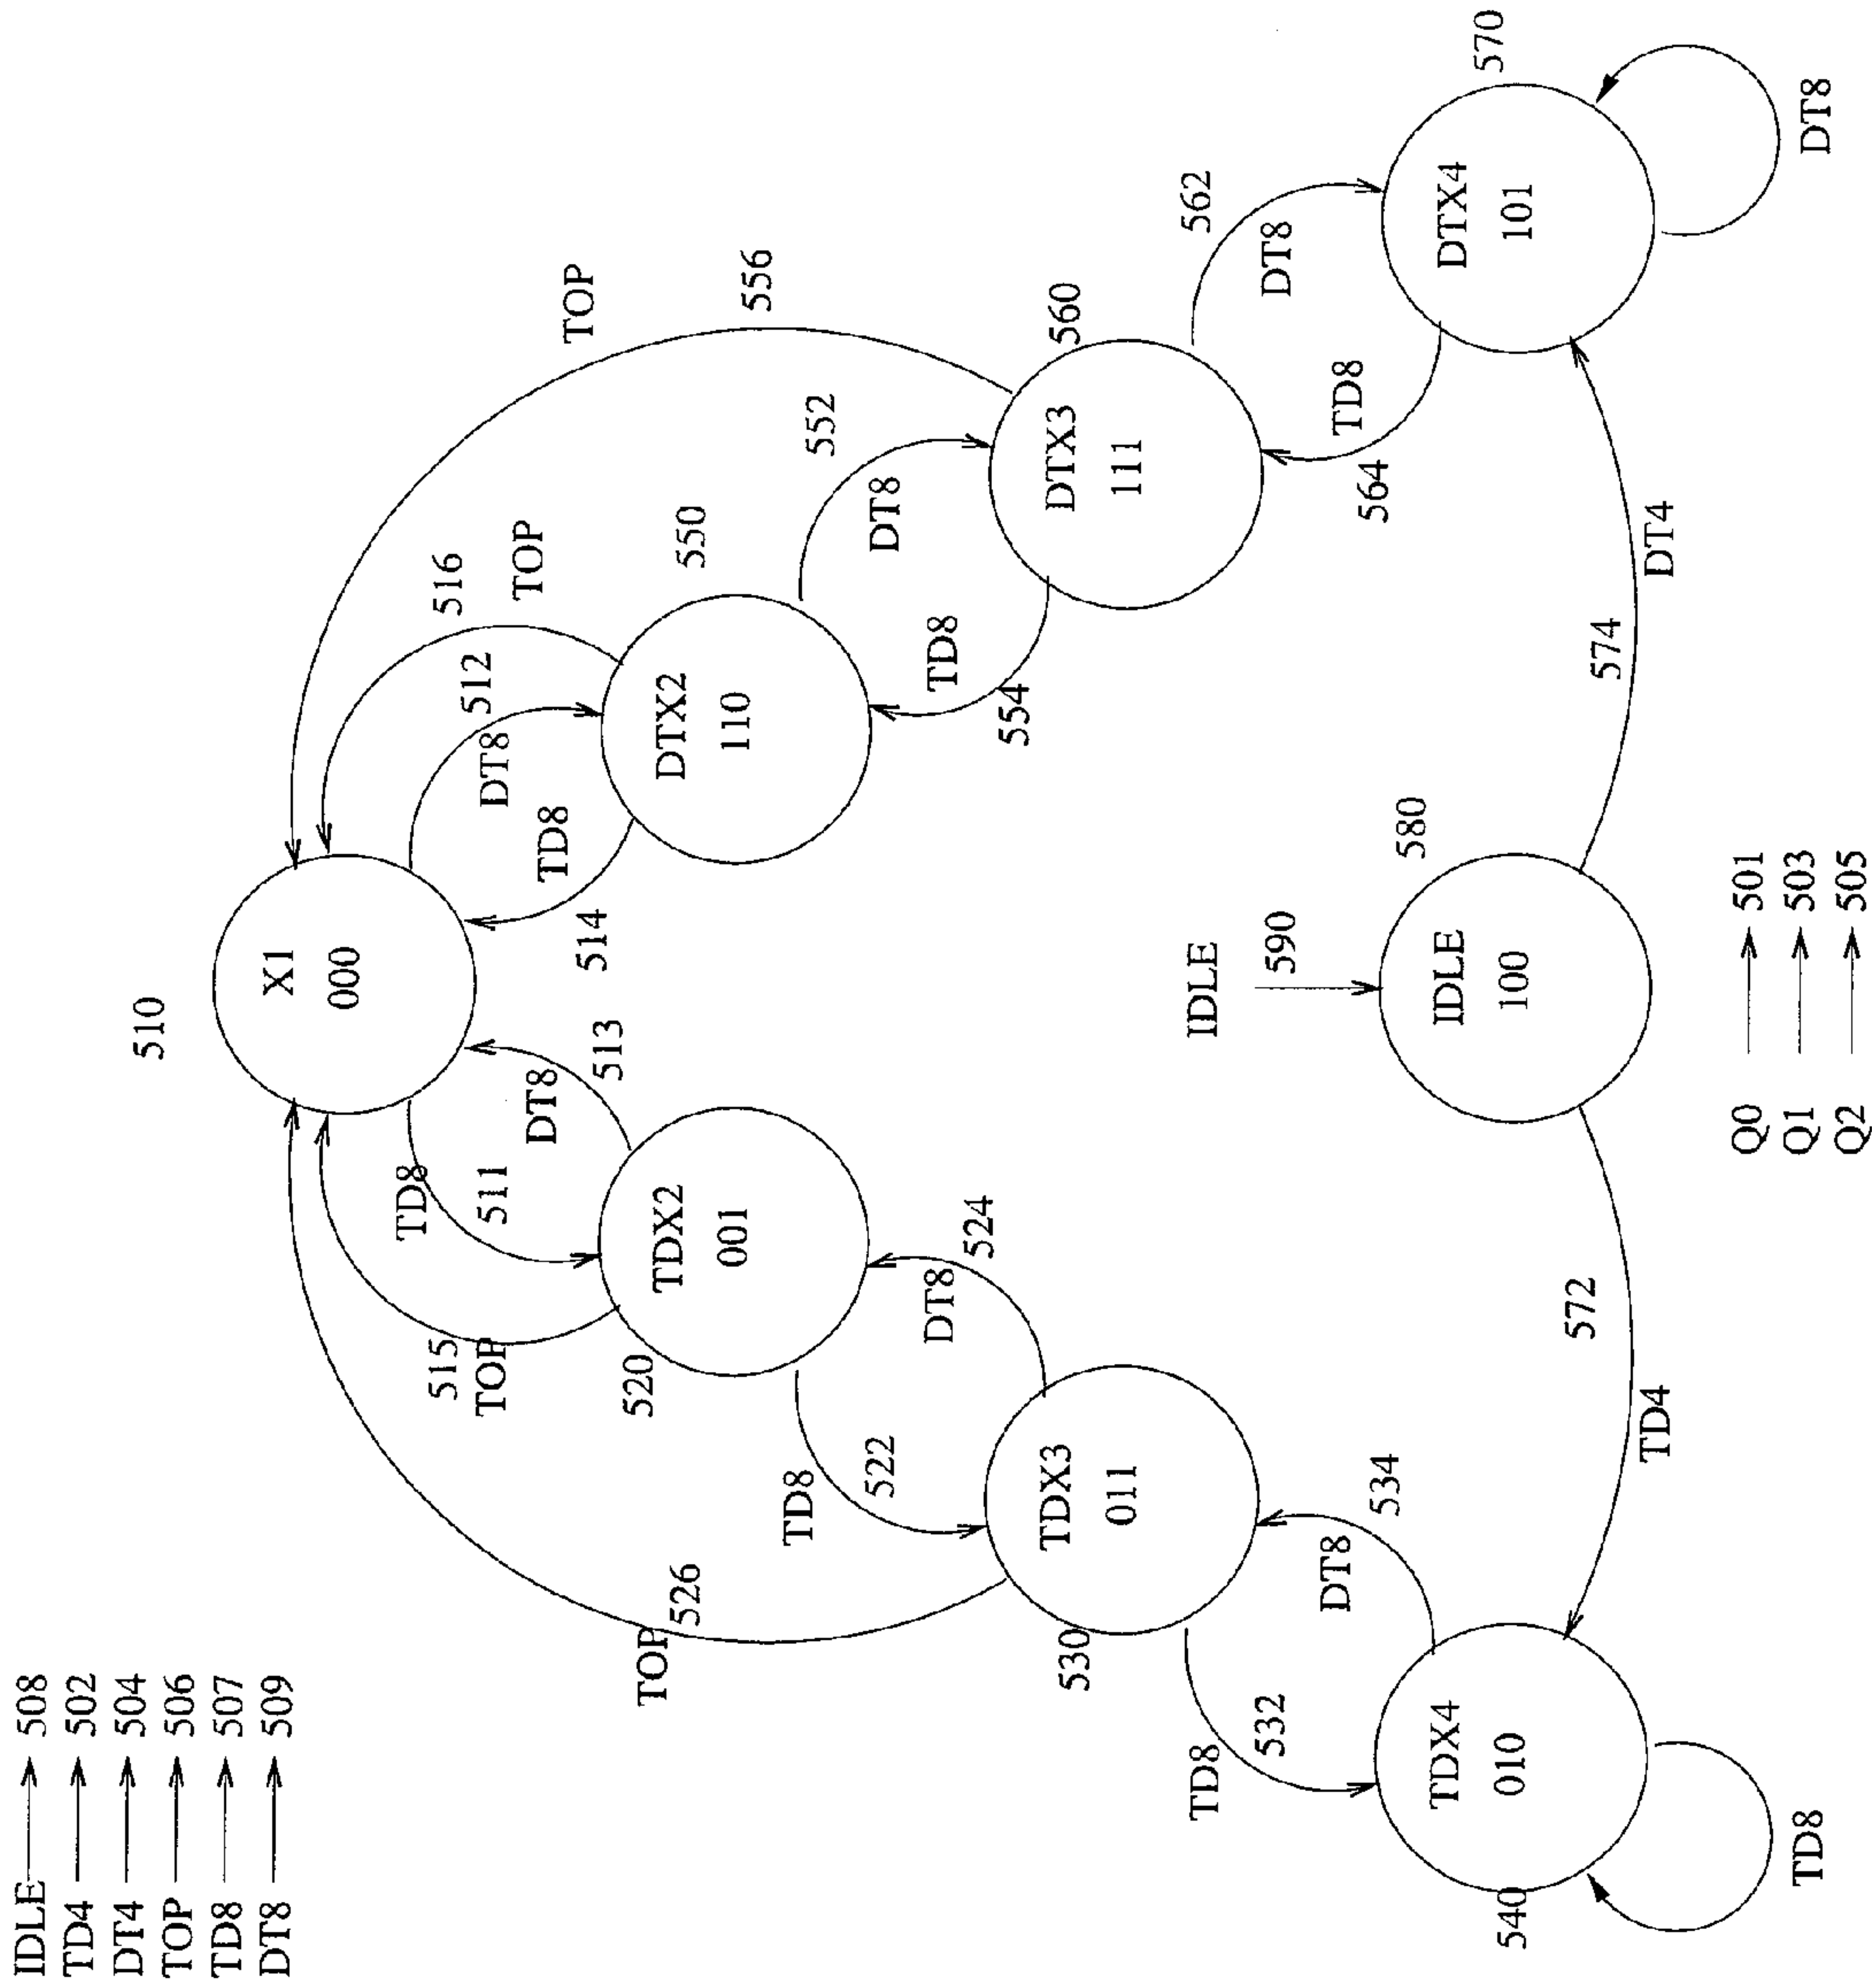 IDLE 508
TD4 502
DT4 504
TOP 506
TD8 507
DT8 509
510
X1
000
TOP
526
515
TOP
TD8
511
DT8
513
514
TD8
DT8
512
516
TOP
TOP
556
520
TDX2
001
DTX2
110
550
TD8
522
DT8
524
554
TD8
DT8
552
530
TDX3
011
DTX3
111
560
TD8
532
DT8
534
IDLE
590
564
TD8
DT8
562
540
TDX4
010
IDLE
100
580
DTX4
101
570
572
TD4
574
DT4
TD8
DT8
Q0 501
Q1 503
Q2 505